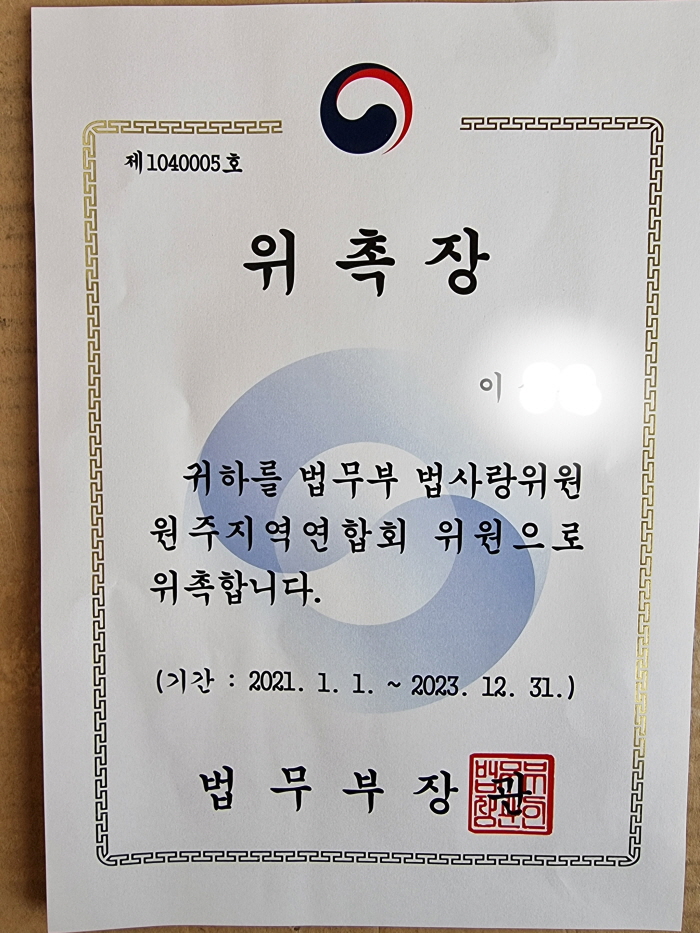 제1040005호
위촉장
이
귀하를 법무부 법사랑위원
원주지역연합회 위원으로
위촉합니다.
(기간 : 2021. 1. 1. ~ 2023. 12. 31.)
법무부장관